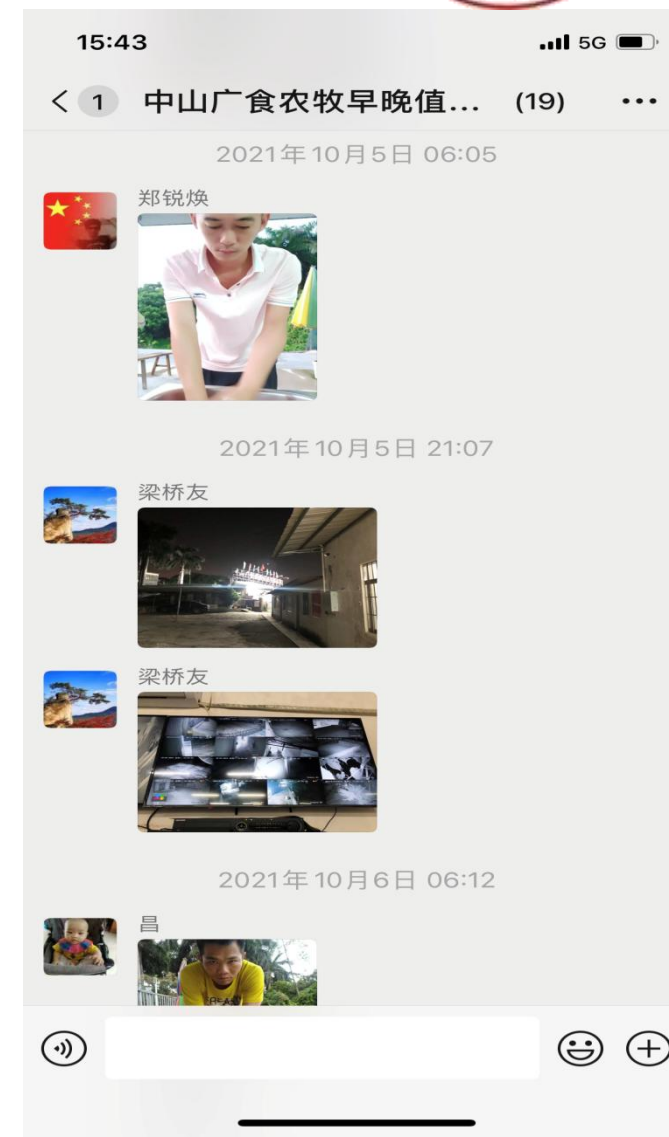 15:43
5G
1 中山广食农牧早晚值... (19)
2021年10月5日 06:05
郑锐焕
2021年10月5日 21:07
梁桥友
梁桥友
2021年10月6日 06:12
昌